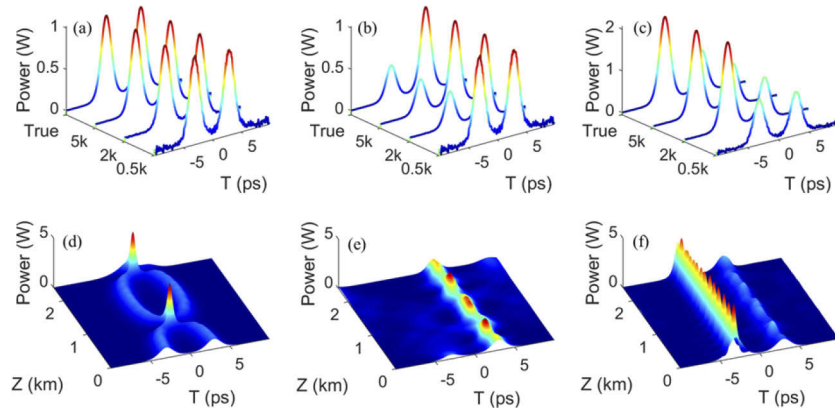 (a)
Power (W)
1
0.5
0
True
5k
2k
0.5k
-5
0
5
T (ps)
(b)
Power (W)
1
0.5
0
True
5k
2k
0.5k
-5
0
5
T (ps)
(c)
Power (W)
2
1
0
True
5k
2k
0.5k
-5
0
5
T (ps)
(d)
Power (W)
5
0
2
1
0
Z (km)
-5
0
5
T (ps)
(e)
Power (W)
5
0
2
1
0
Z (km)
-5
0
5
T (ps)
(f)
Power (W)
5
0
2
1
0
Z (km)
-5
0
5
T (ps)